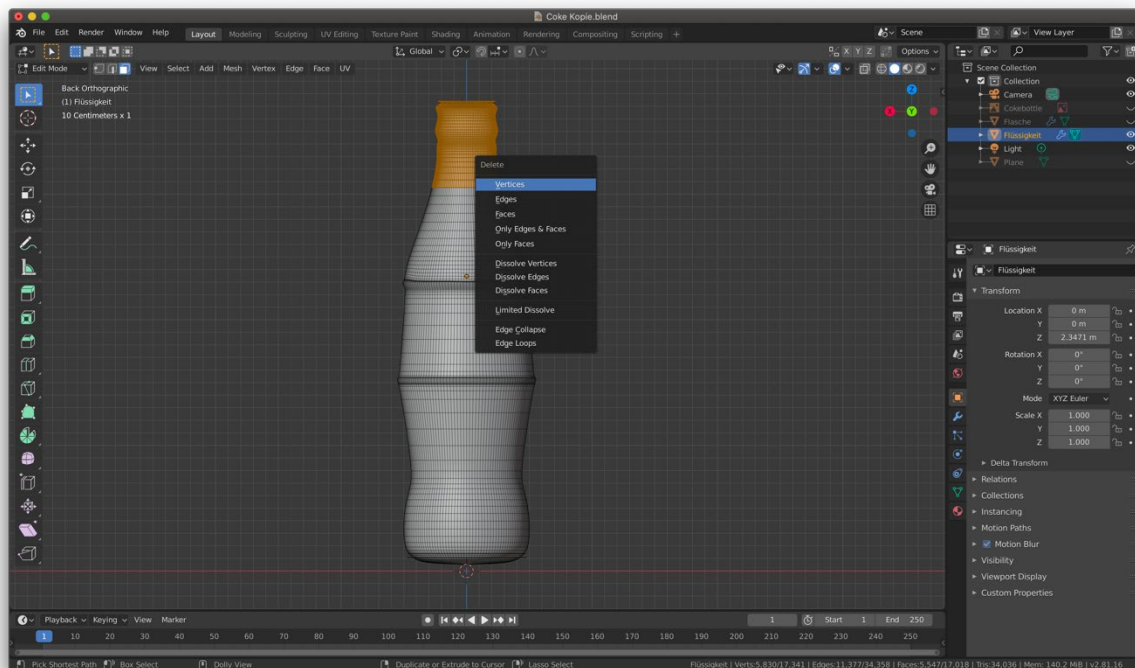 Coke Kopie.blend
File Edit Render Window Help Layout Modeling Sculpting UV Editing Texture Paint Shading Animation Rendering Compositing Scripting + Scene View Layer
Global X Y Z Options
Edit Mode View Select Add Mesh Vertex Edge Face UV
Back Orthographic
(1) Flüssigkeit
10 Centimeters x 1
Z
X Y
Delete
Vertices
Edges
Faces
Only Edges & Faces
Only Faces
Dissolve Vertices
Dissolve Edges
Dissolve Faces
Limited Dissolve
Edge Collapse
Edge Loops
Scene Collection
Collection
Camera
Cokebottle
Flasche
Flüssigkeit
Light
Plane
Flüssigkeit
Flüssigkeit
Transform
Location X 0 m
Y 0 m
Z 2.3471 m
Rotation X 0°
Y 0°
Z 0°
Mode XYZ Euler
Scale X 1.000
Y 1.000
Z 1.000
Delta Transform
Relations
Collections
Instancing
Motion Paths
Motion Blur
Visibility
Viewport Display
Custom Properties
Playback Keying View Marker 1 Start 1 End 250
1 10 20 30 40 50 60 70 80 90 100 110 120 130 140 150 160 170 180 190 200 210 220 230 240 250
Pick Shortest Path Box Select Dolly View Duplicate or Extrude to Cursor Lasso Select Flüssigkeit | Verts:5,830/17,341 | Edges:11,377/34,358 | Faces:5,547/17,018 | Tris:34,036 | Mem: 140.2 MiB | v2.81.16